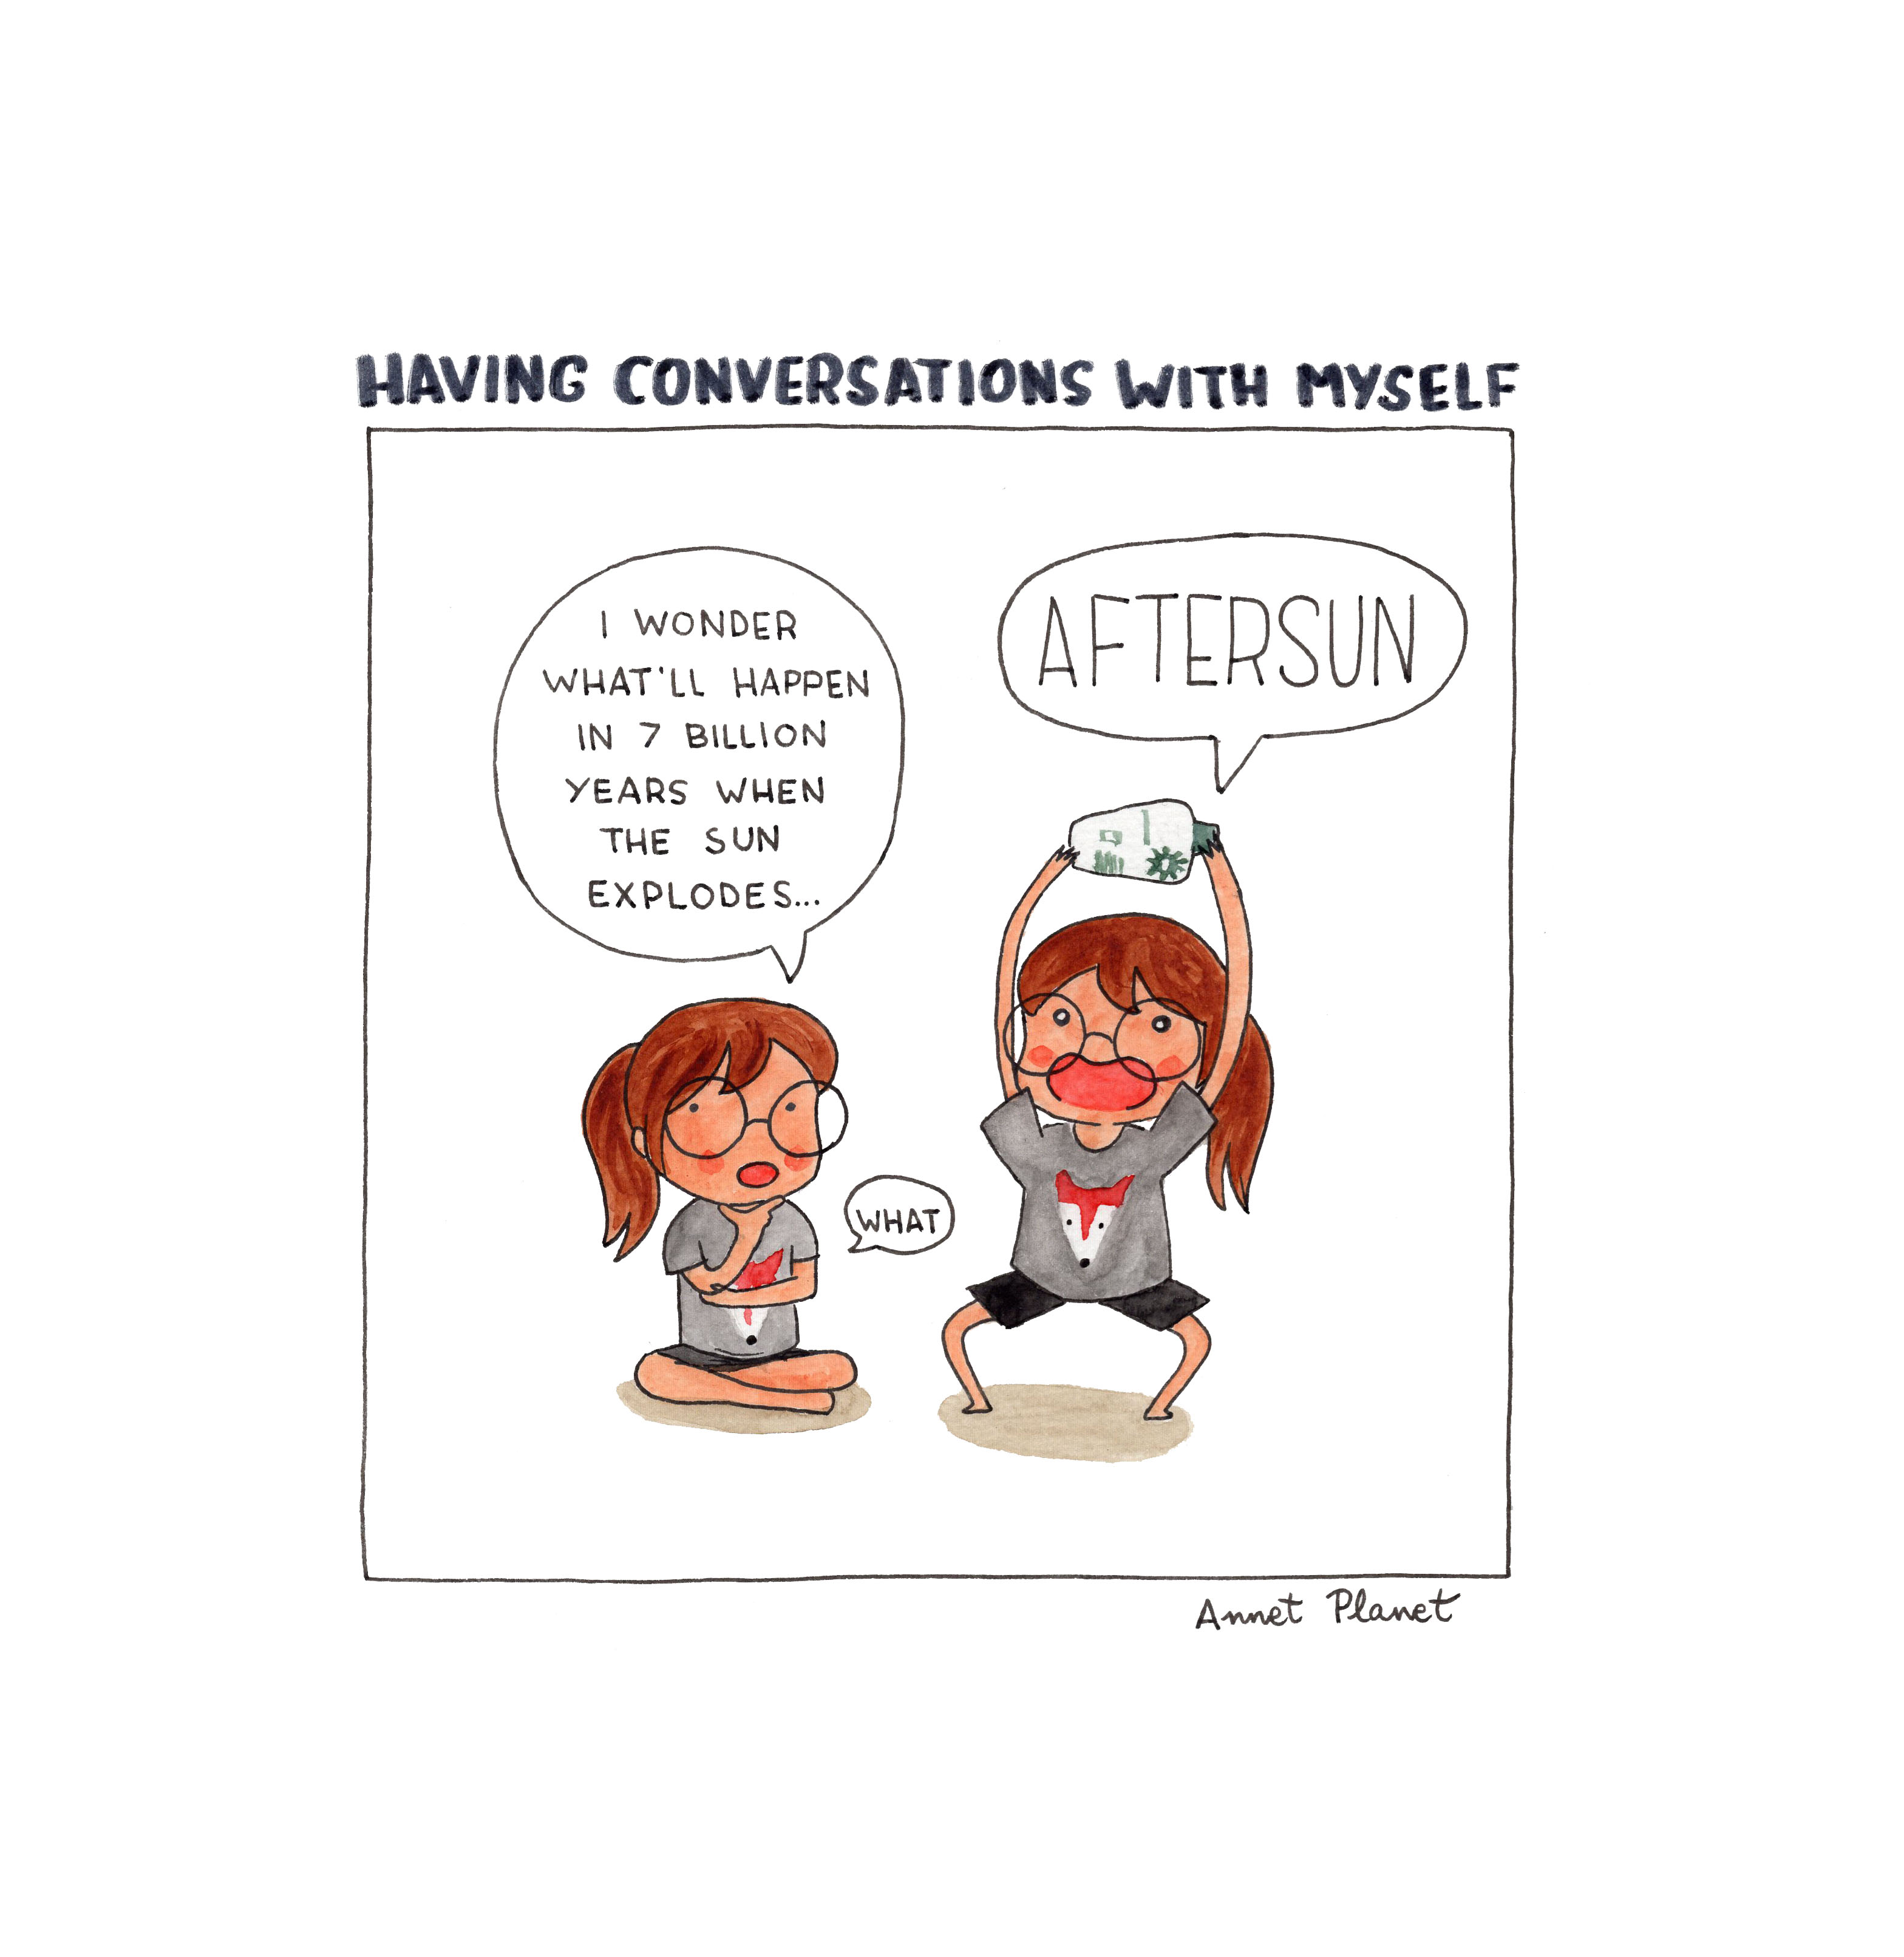 HAVING CONVERSATIONS WITH MYSELF
I WONDER
WHAT'LL HAPPEN
IN 7 BILLION
YEARS WHEN
THE SUN
EXPLODES...
AFTERSUN
WHAT
Annet Planet